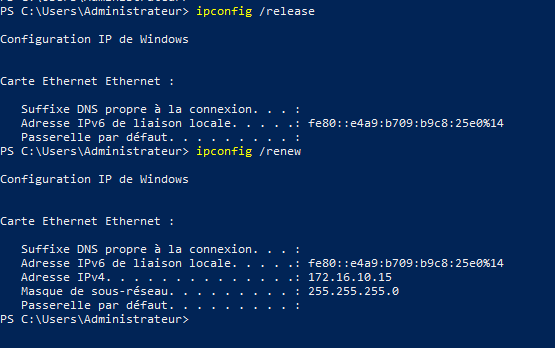 PS C:\Users\Administrateur> ipconfig /release
Configuration IP de Windows
Carte Ethernet Ethernet :
Suffixe DNS propre à la connexion. . . :
Adresse IPv6 de liaison locale. . . . .: fe80::e4a9:b709:b9c8:25e0%14
Passerelle par défaut. . . . . . . . . :
PS C:\Users\Administrateur> ipconfig /renew
Configuration IP de Windows
Carte Ethernet Ethernet :
Suffixe DNS propre à la connexion. . . :
Adresse IPv6 de liaison locale. . . . .: fe80::e4a9:b709:b9c8:25e0%14
Adresse IPv4. . . . . . . . . . . . . .: 172.16.10.15
Masque de sous-réseau. . . . . . . . . : 255.255.255.0
Passerelle par défaut. . . . . . . . . :
PS C:\Users\Administrateur>